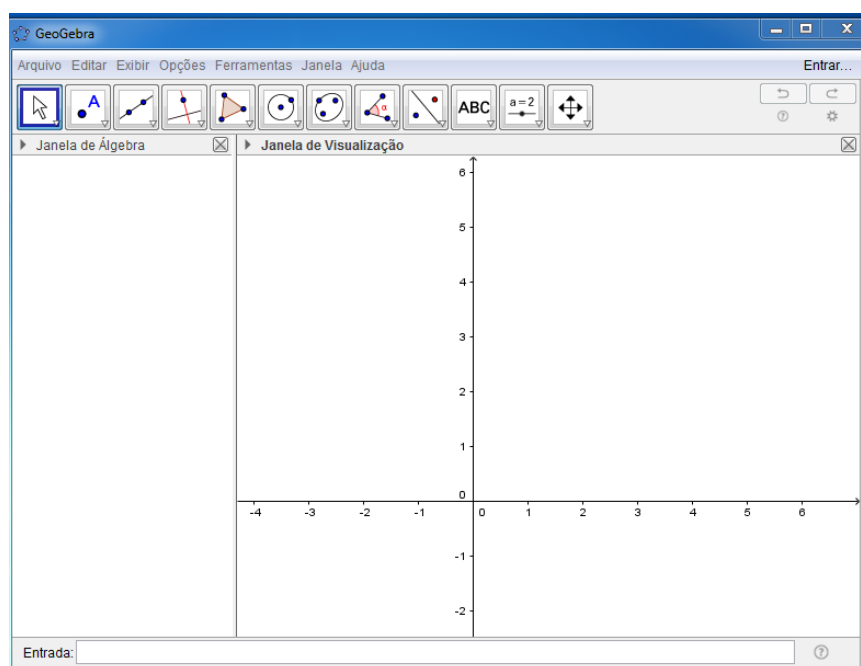 GeoGebra
Arquivo Editar Exibir Opções Ferramentas Janela Ajuda Entrar...
A α ABC a=2
Janela de Álgebra Janela de Visualização
6
5
4
3
2
1
0
-4 -3 -2 -1 0 1 2 3 4 5 6
-1
-2
Entrada: